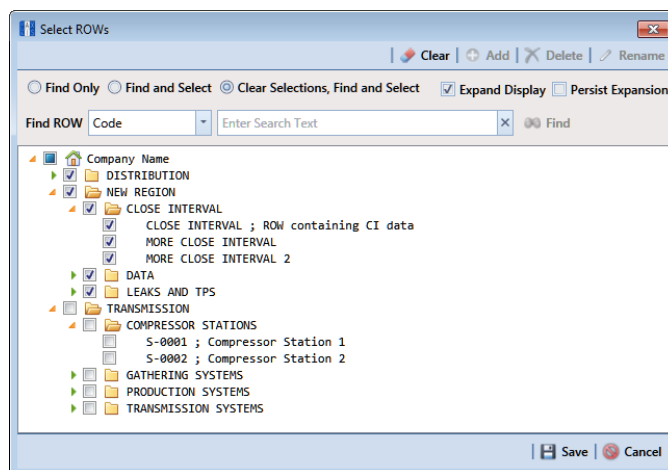 Select ROWs
Clear Add Delete Rename
Find Only Find and Select Clear Selections, Find and Select Expand Display Persist Expansion
Find ROW Code Enter Search Text Find
Company Name
DISTRIBUTION
NEW REGION
CLOSE INTERVAL
CLOSE INTERVAL ; ROW containing CI data
MORE CLOSE INTERVAL
MORE CLOSE INTERVAL 2
DATA
LEAKS AND TPS
TRANSMISSION
COMPRESSOR STATIONS
S-0001 ; Compressor Station 1
S-0002 ; Compressor Station 2
GATHERING SYSTEMS
PRODUCTION SYSTEMS
TRANSMISSION SYSTEMS
Save Cancel